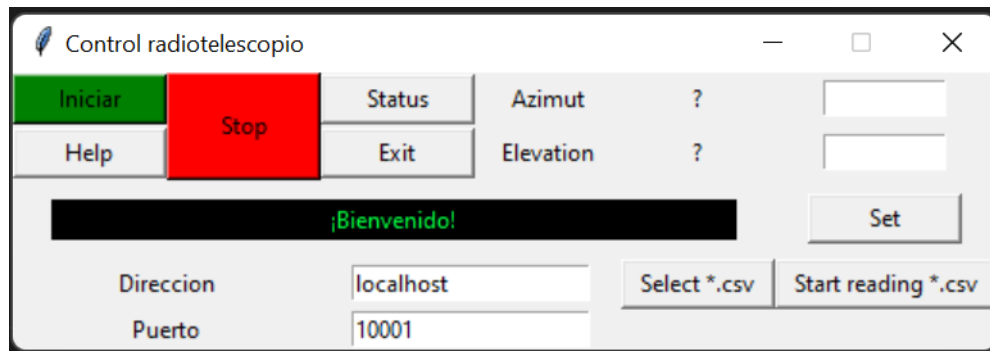 Control radiotelescopio
Iniciar Stop Status Azimut ?
Help Exit Elevation ?
¡Bienvenido! Set
Direccion localhost Select *.csv Start reading *.csv
Puerto 10001